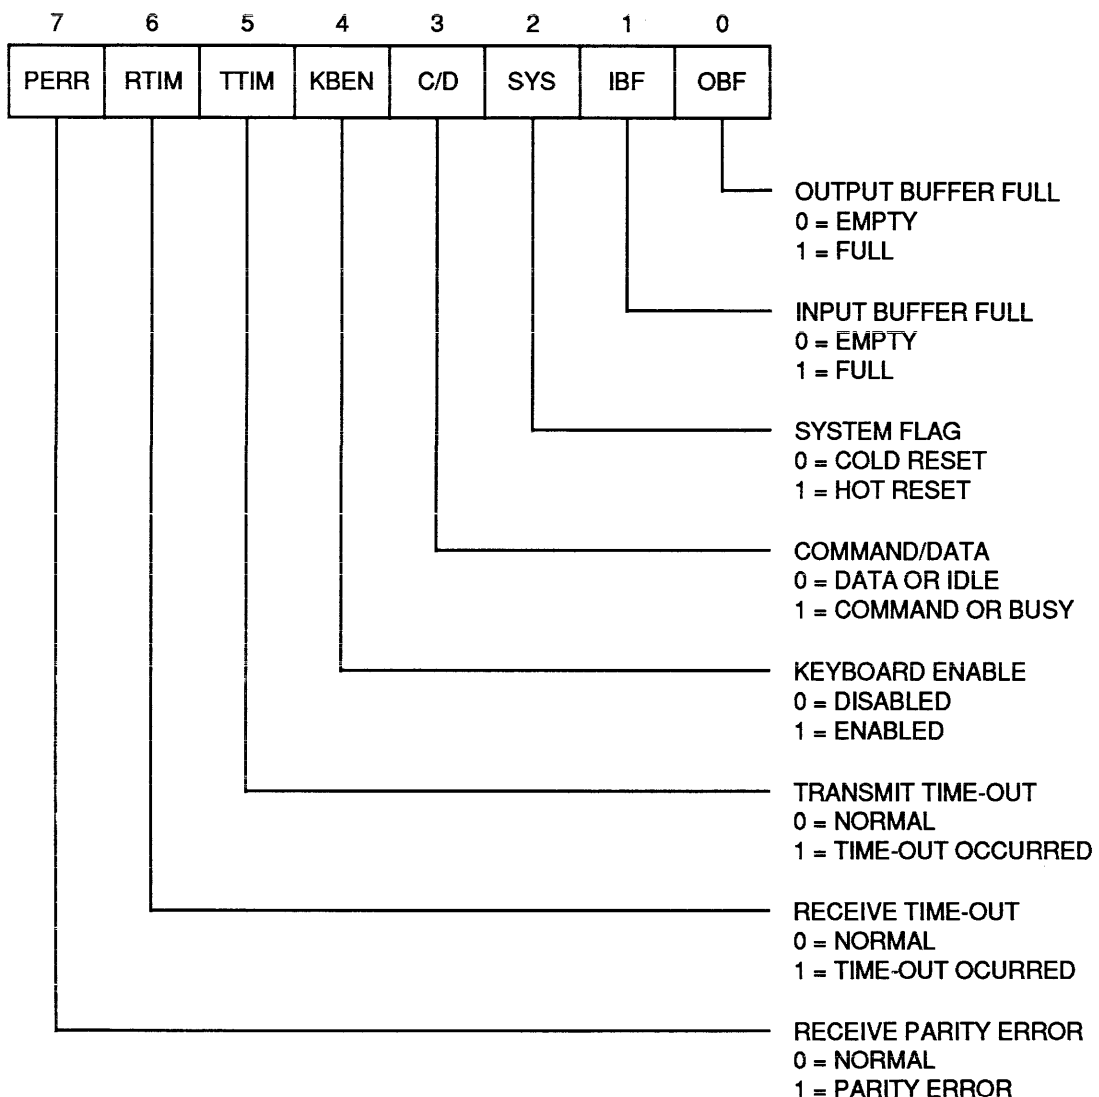 7 6 5 4 3 2 1 0
PERR RTIM TTIM KBEN C/D SYS IBF OBF
OUTPUT BUFFER FULL
0 = EMPTY
1 = FULL
INPUT BUFFER FULL
0 = EMPTY
1 = FULL
SYSTEM FLAG
0 = COLD RESET
1 = HOT RESET
COMMAND/DATA
0 = DATA OR IDLE
1 = COMMAND OR BUSY
KEYBOARD ENABLE
0 = DISABLED
1 = ENABLED
TRANSMIT TIME-OUT
0 = NORMAL
1 = TIME-OUT OCCURRED
RECEIVE TIME-OUT
0 = NORMAL
1 = TIME-OUT OCURRED
RECEIVE PARITY ERROR
0 = NORMAL
1 = PARITY ERROR